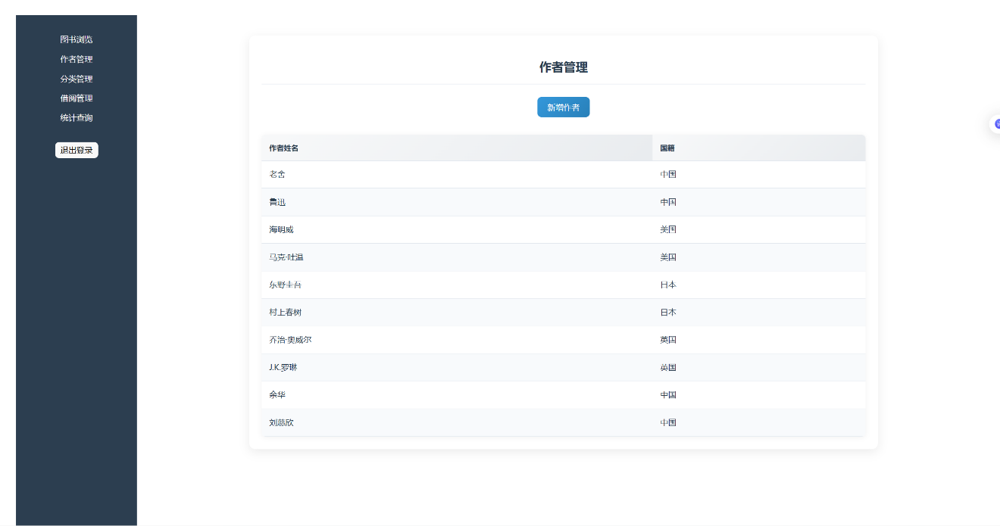 图书浏览
作者管理
分类管理
借阅管理
统计查询
退出登录
作者管理
新增作者
作者姓名 国籍
老舍 中国
鲁迅 中国
海明威 美国
马克·吐温 美国
东野圭吾 日本
村上春树 日本
乔治·奥威尔 英国
J.K.罗琳 英国
余华 中国
刘慈欣 中国